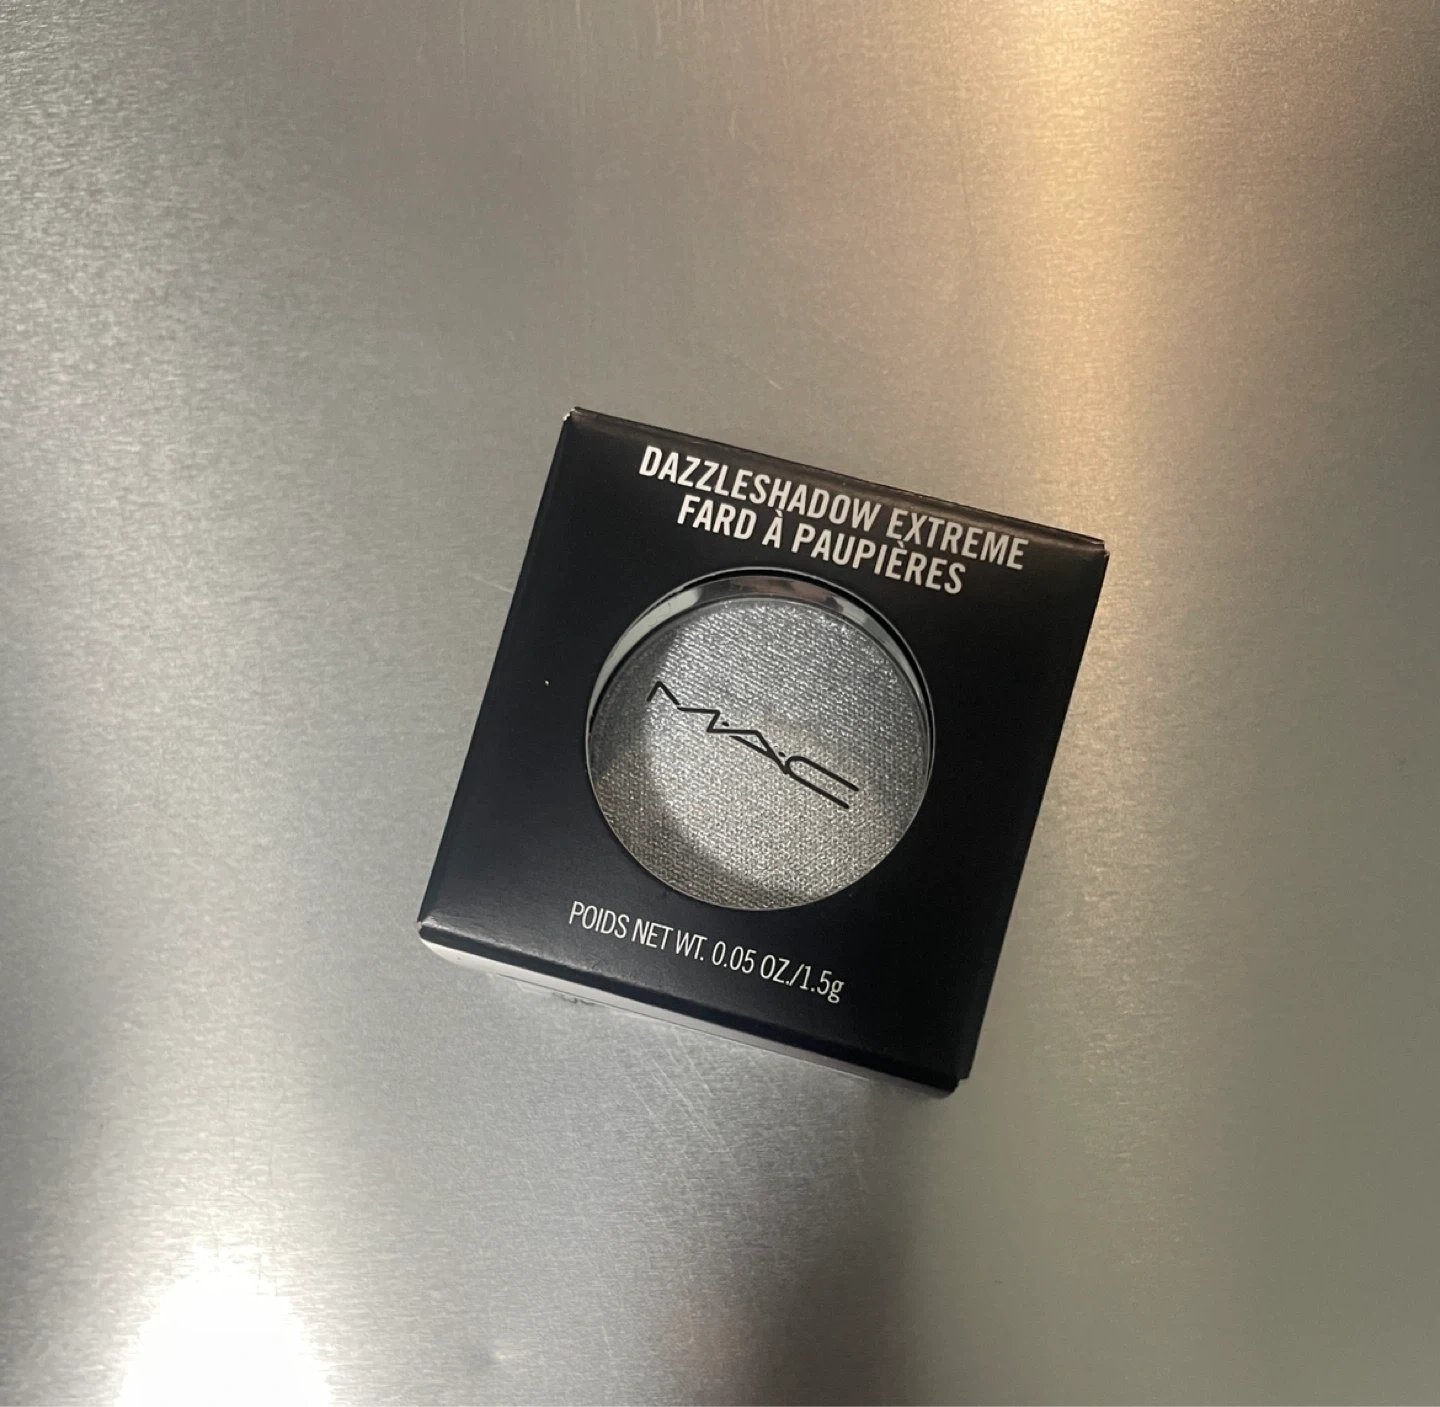 DAZZLESHADOW EXTREME
FARD À PAUPIÈRES
M·A·C
POIDS NET WT. 0.05 OZ./1.5g